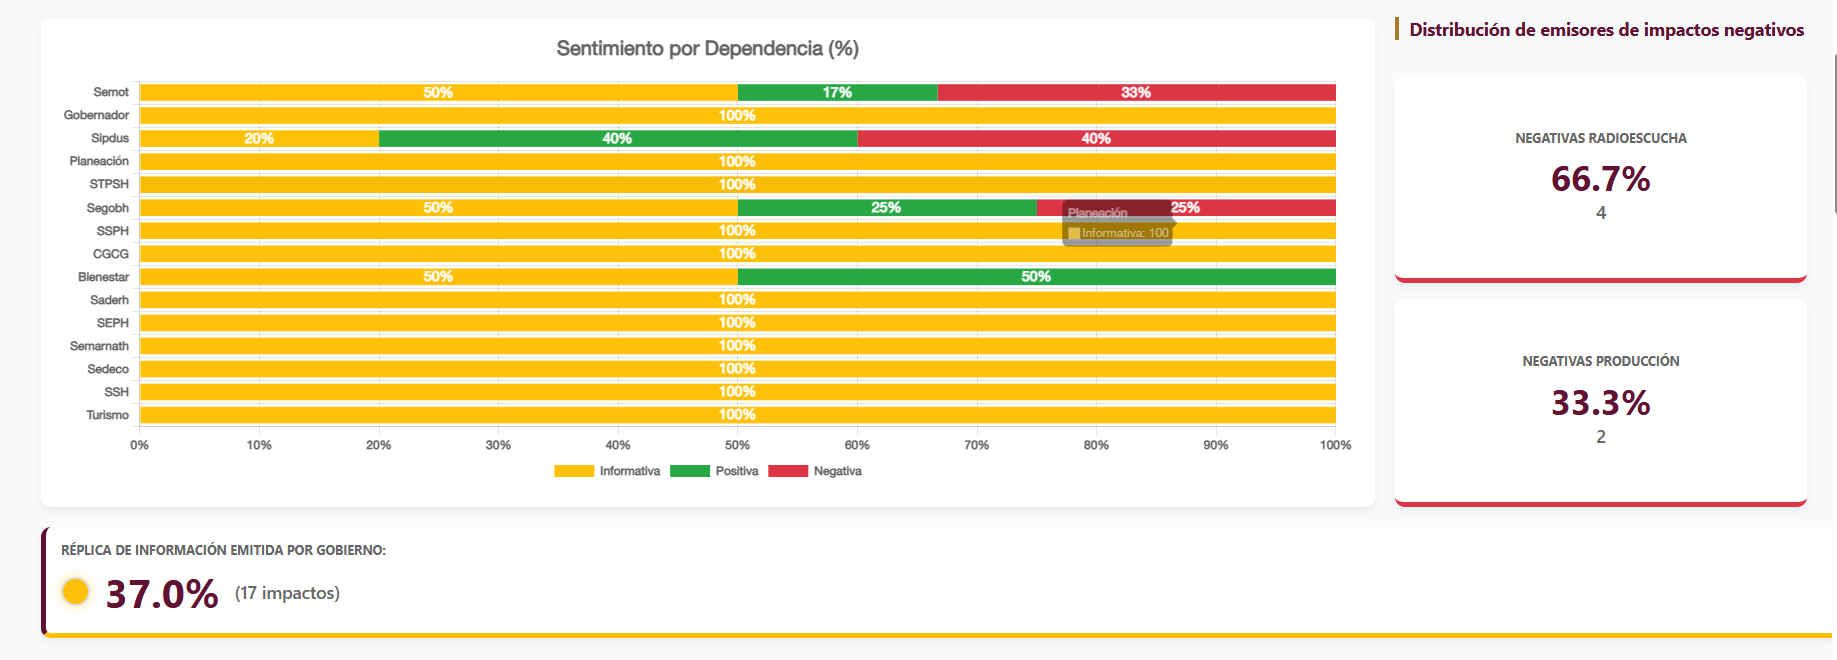 Sentimiento por Dependencia (%)
Semot 50% 17% 33%
Gobernador 100%
Sipdus 20% 40% 40%
Planeación 100%
STPSH 100%
Segobh 50% 25% 25%
Planeación
Informativa: 100
SSPH 100%
CGCG 100%
Bienestar 50% 50%
Saderh 100%
SEPH 100%
Semarnath 100%
Sedeco 100%
SSH 100%
Turismo 100%
0% 10% 20% 30% 40% 50% 60% 70% 80% 90% 100%
Informativa Positiva Negativa
Distribución de emisores de impactos negativos
NEGATIVAS RADIOESCUCHA
66.7%
4
NEGATIVAS PRODUCCIÓN
33.3%
2
RÉPLICA DE INFORMACIÓN EMITIDA POR GOBIERNO:
37.0% (17 impactos)